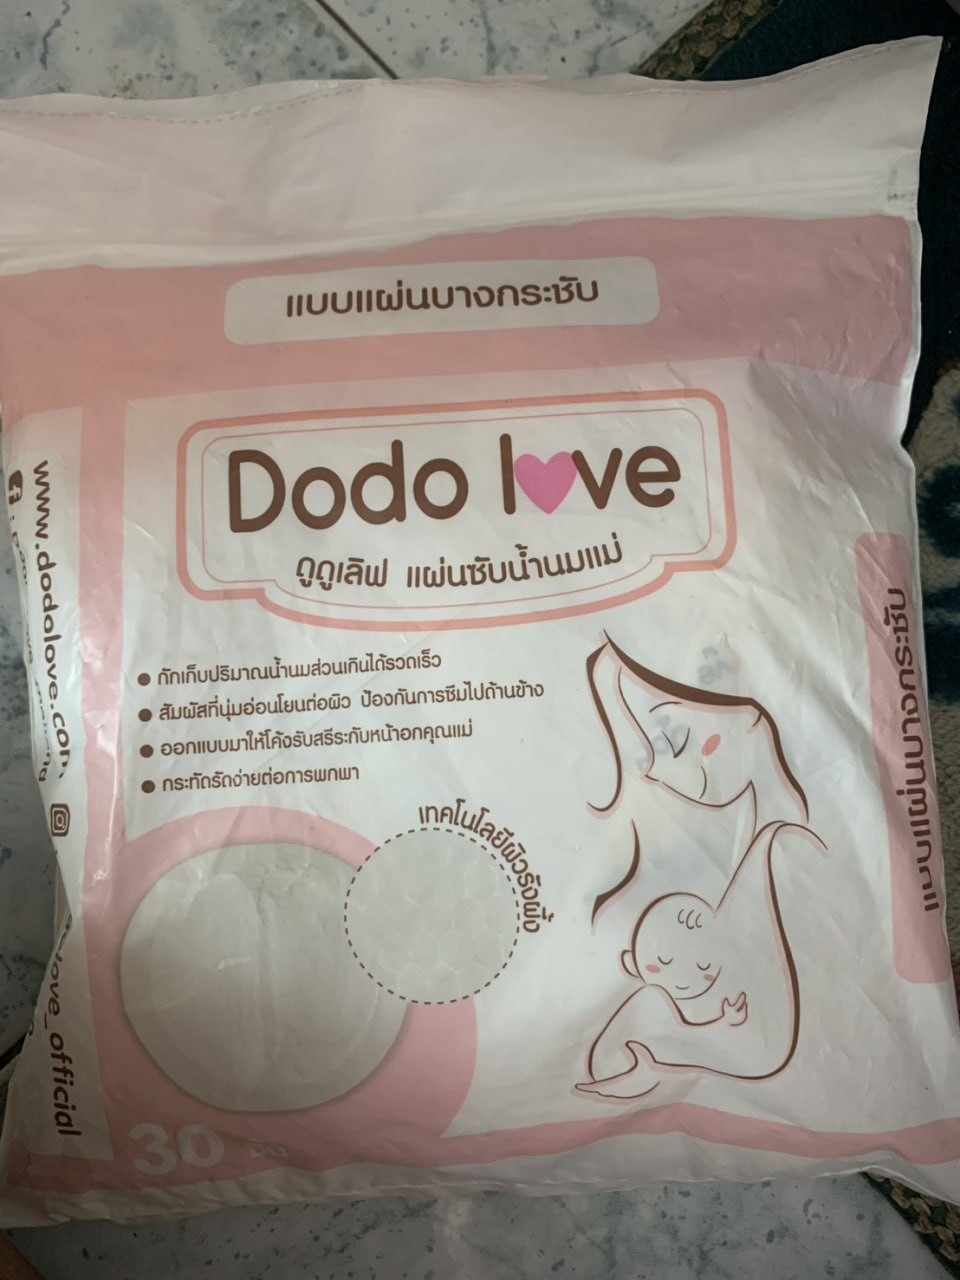 แบบแผ่นบางกระชับ
Dodo love
ดูดูเลิฟ แผ่นซับน้ำนมแม่
● กักเก็บปริมาณน้ำนมส่วนเกินได้รวดเร็ว
● สัมผัสที่นุ่มอ่อนโยนต่อผิว ป้องกันการซึมไปด้านข้าง
● ออกแบบมาให้โค้งรับสรีระกับหน้าอกคุณแม่
● กระทัดรัดง่ายต่อการพกพา
เทคโนโลยีผิวรังผึ้ง
30
www.dodolove.com
love_official
แบบแผ่นบางกระชับ